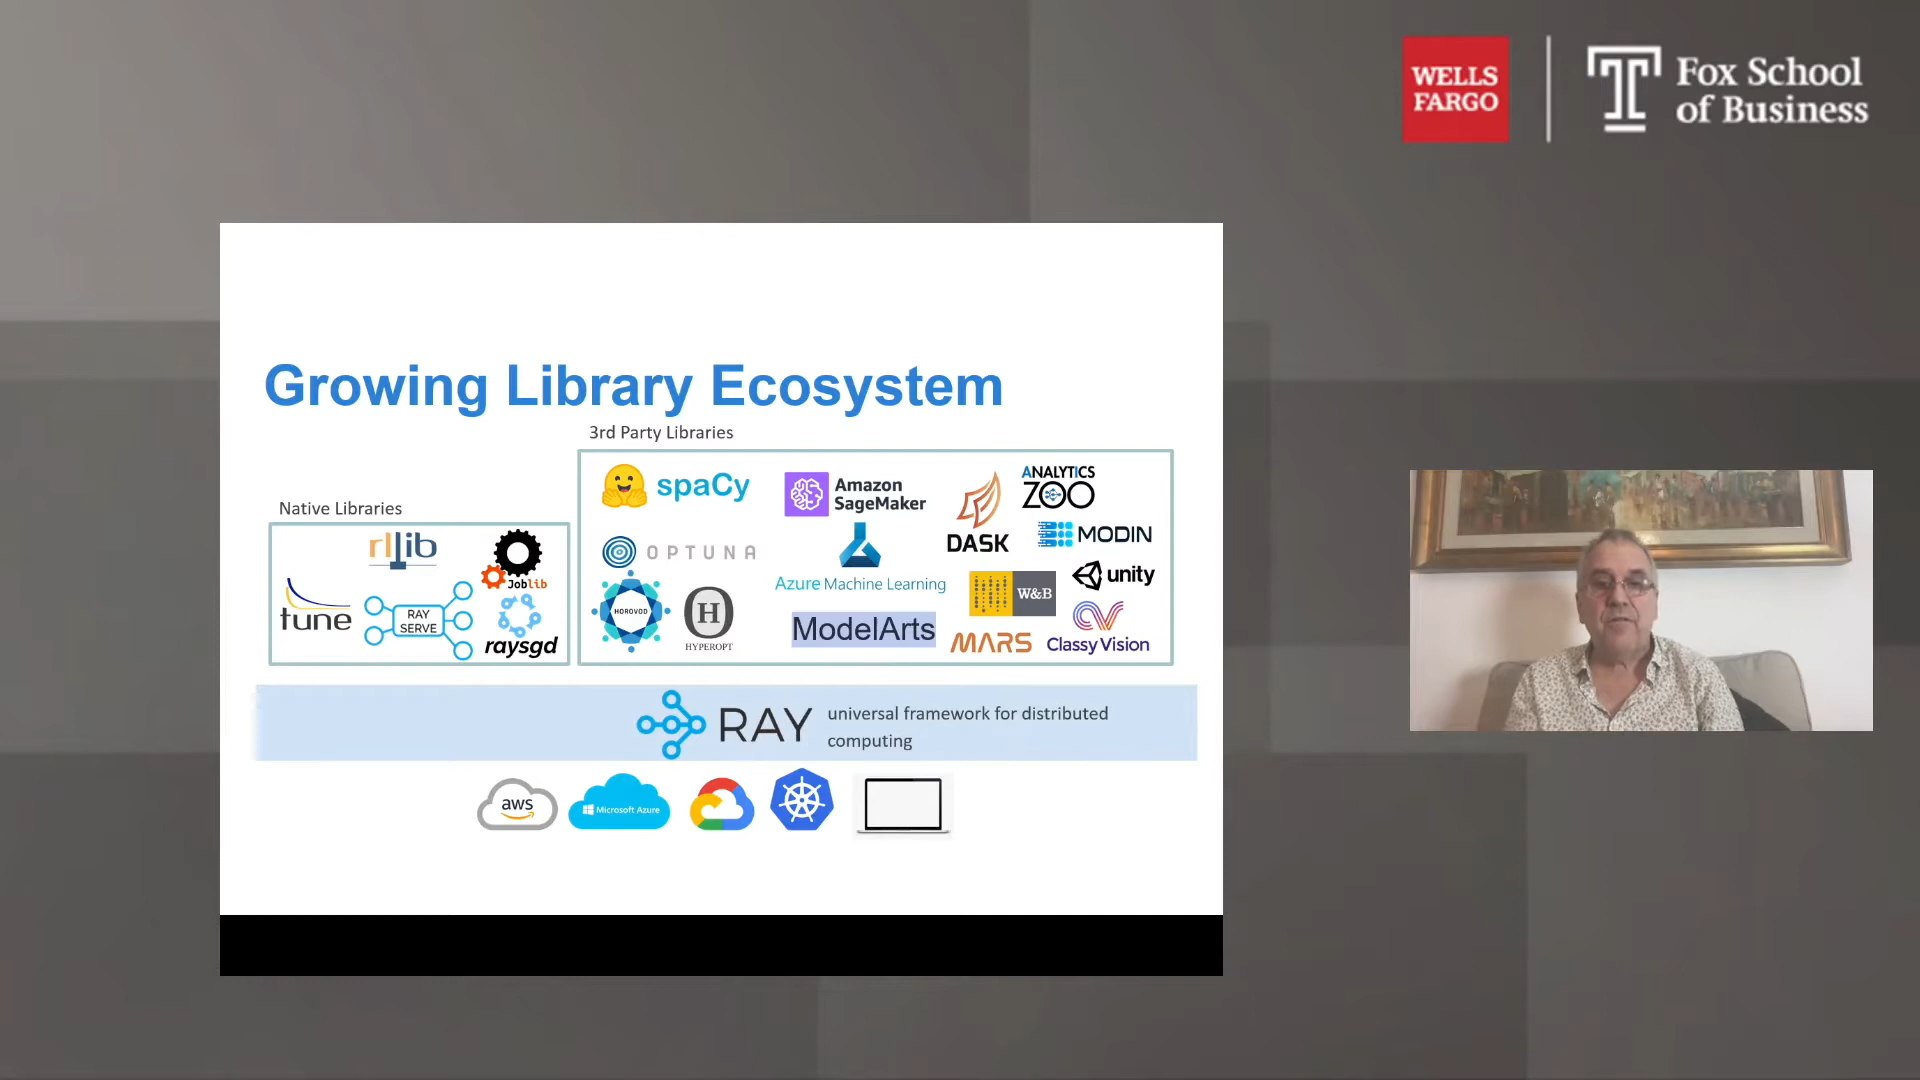 WELLS
FARGO
Fox School
of Business
Growing Library Ecosystem
3rd Party Libraries
Native Libraries
rllib
Joblib
tune
RAY
SERVE
raysgd
spaCy
Amazon
SageMaker
ANALYTICS
ZOO
DASK
MODIN
OPTUNA
Azure Machine Learning
unity
HOROVOD
H
HYPEROPT
W&B
ModelArts
MARS
Classy Vision
RAY
universal framework for distributed
computing
aws
Microsoft Azure